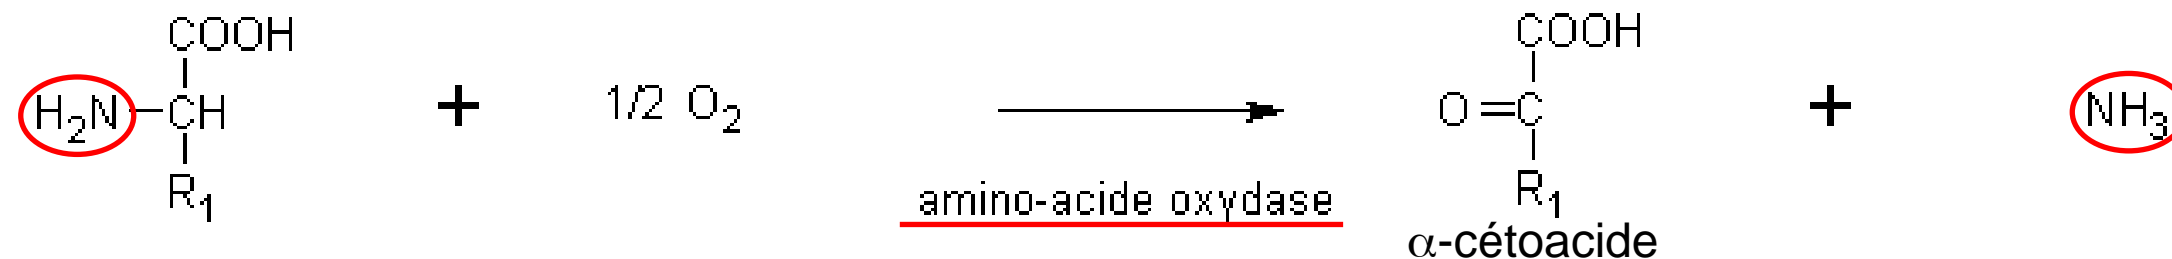 COOH COOH
H₂N—CH + 1/2 O₂ O=C + NH₃
R₁ R₁
amino-acide oxydase
α-cétoacide